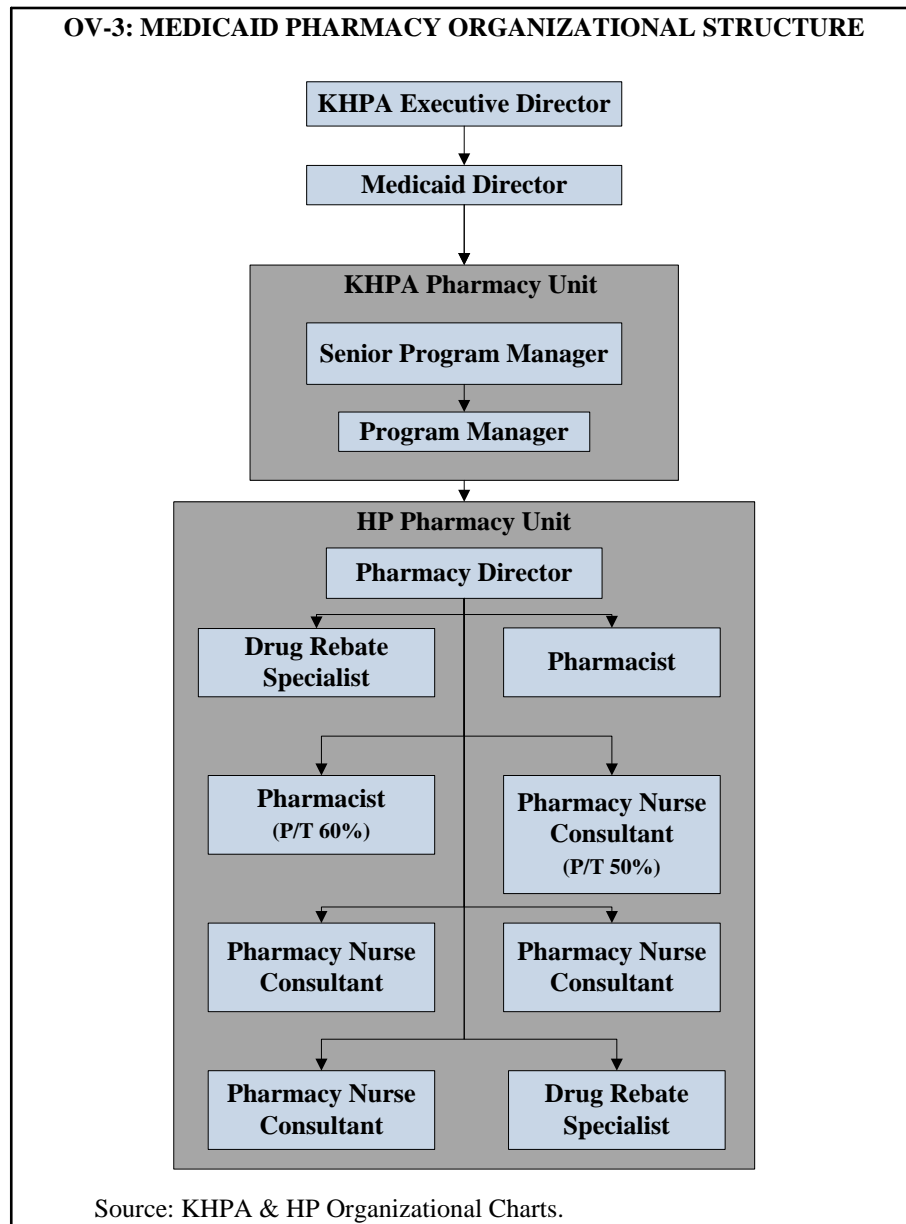 OV-3: MEDICAID PHARMACY ORGANIZATIONAL STRUCTURE
KHPA Executive Director
Medicaid Director
KHPA Pharmacy Unit
Senior Program Manager
Program Manager
HP Pharmacy Unit
Pharmacy Director
Drug Rebate
Specialist
Pharmacist
Pharmacist
(P/T 60%)
Pharmacy Nurse
Consultant
(P/T 50%)
Pharmacy Nurse
Consultant
Pharmacy Nurse
Consultant
Pharmacy Nurse
Consultant
Drug Rebate
Specialist
Source: KHPA & HP Organizational Charts.